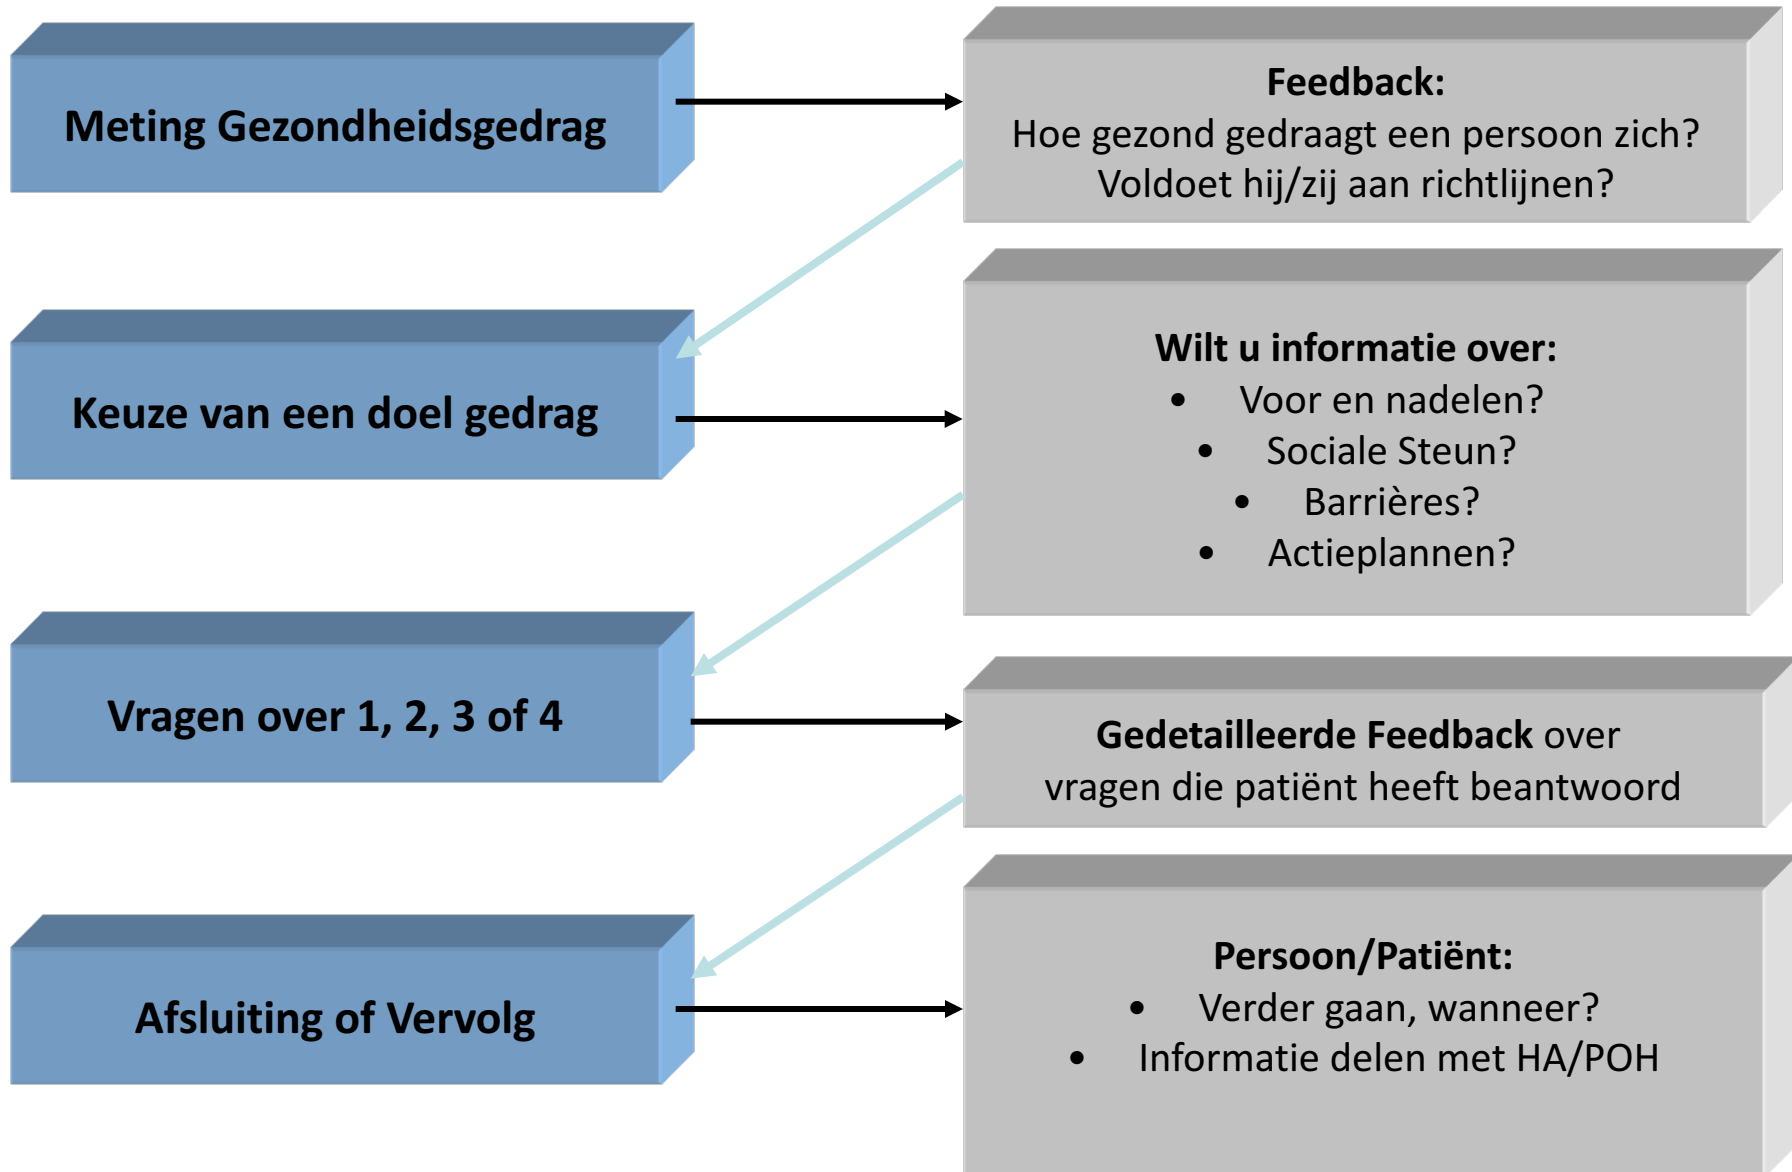 Meting Gezondheidsgedrag
Feedback:
Hoe gezond gedraagt een persoon zich?
Voldoet hij/zij aan richtlijnen?
Keuze van een doel gedrag
Wilt u informatie over:
• Voor en nadelen?
• Sociale Steun?
• Barrières?
• Actieplannen?
Vragen over 1, 2, 3 of 4
Gedetailleerde Feedback over
vragen die patiënt heeft beantwoord
Afsluiting of Vervolg
Persoon/Patiënt:
• Verder gaan, wanneer?
• Informatie delen met HA/POH